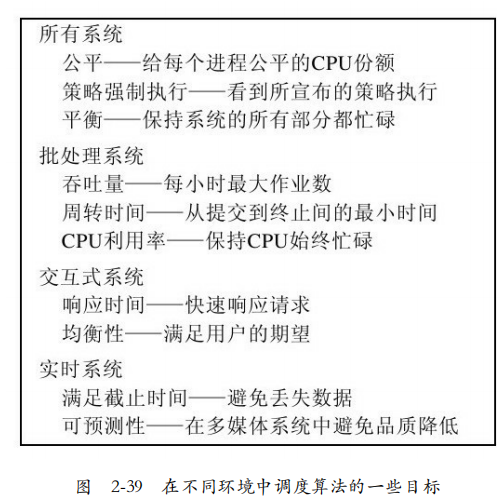 所有系统
公平——给每个进程公平的CPU份额
策略强制执行——看到所宣布的策略执行
平衡——保持系统的所有部分都忙碌
批处理系统
吞吐量——每小时最大作业数
周转时间——从提交到终止间的最小时间
CPU利用率——保持CPU始终忙碌
交互式系统
响应时间——快速响应请求
均衡性——满足用户的期望
实时系统
满足截止时间——避免丢失数据
可预测性——在多媒体系统中避免品质降低
图 2-39 在不同环境中调度算法的一些目标